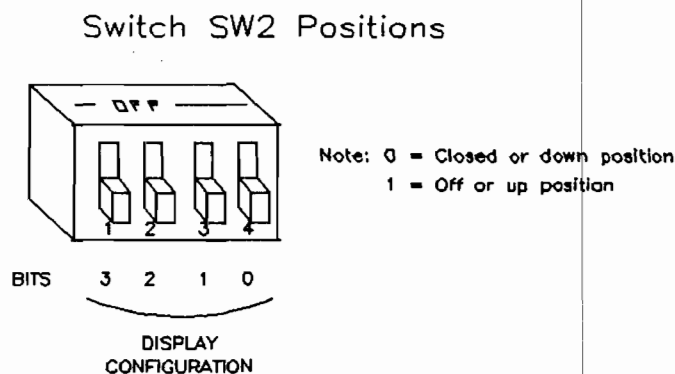 Switch SW2 Positions
OFF
Note: 0 = Closed or down position
1 = Off or up position
1 2 3 4
BITS 3 2 1 0
DISPLAY
CONFIGURATION